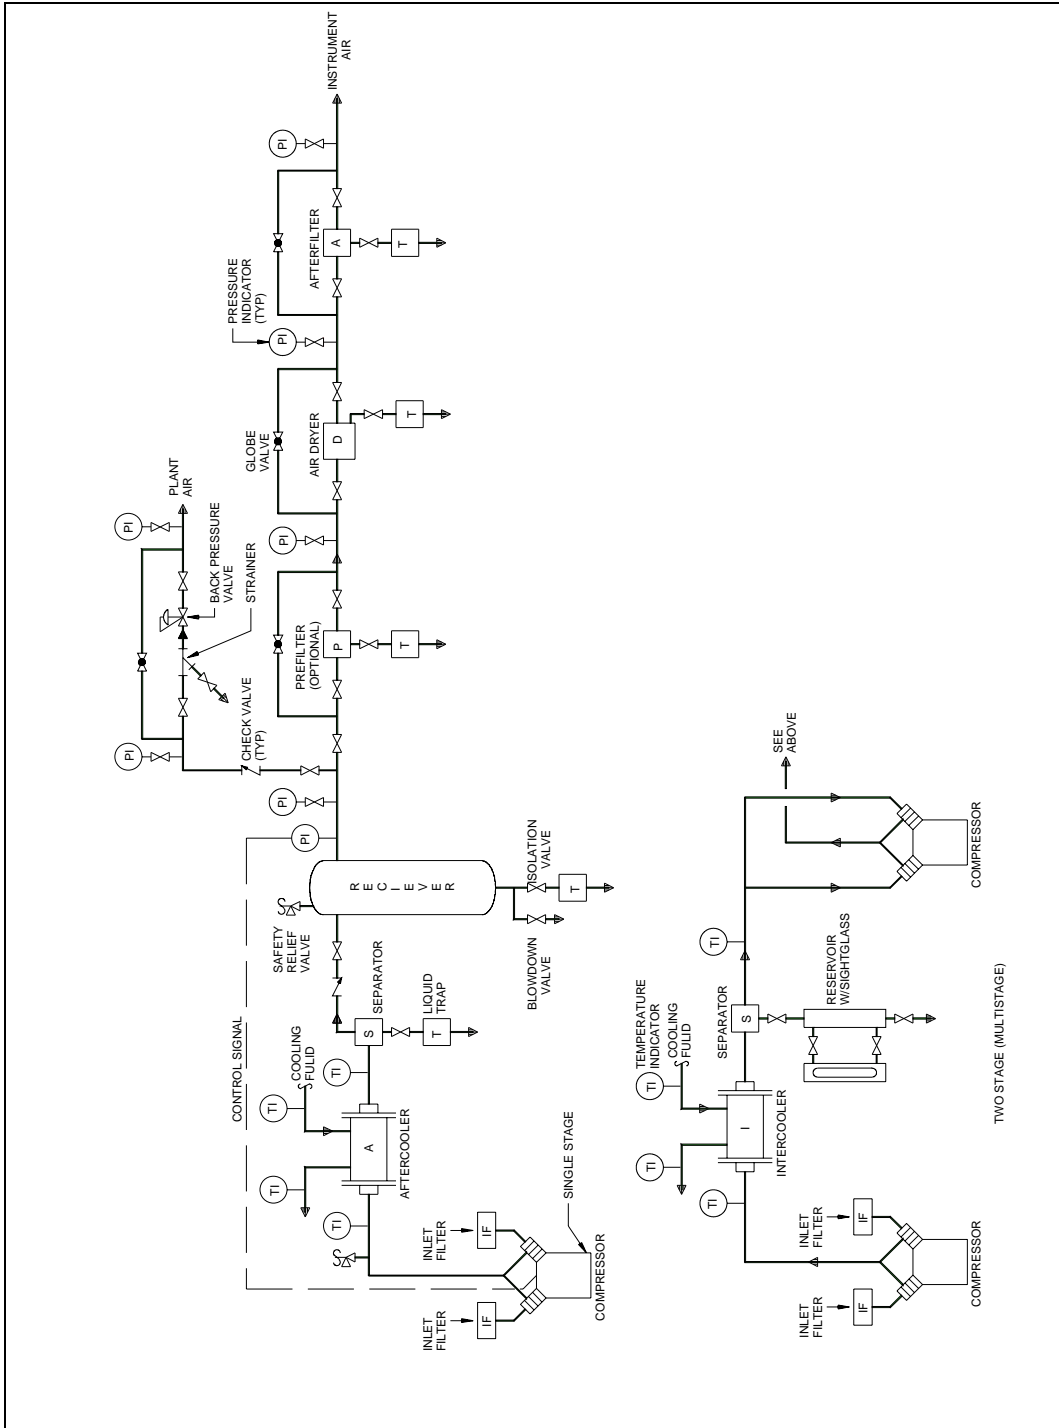 PI
PI
PLANT
AIR
BACK PRESSURE
VALVE
STRAINER
CHECK VALVE
(TYP)
PRESSURE
INDICATOR
(TYP)
GLOBE
VALVE
CONTROL SIGNAL
TI
TI
COOLING
FULID
SAFETY
RELIEF
VALVE
PI
PI
PI
PI
PI
PREFILTER
(OPTIONAL)
AIR DRYER
AFTERFILTER
INSTRUMENT
AIR
TI
TI
P
D
A
A
S
SEPARATOR
RECIEVER
AFTERCOOLER
T
T
T
LIQUID
TRAP
T
INLET
FILTER
INLET
FILTER
IF
IF
BLOWDOWN
VALVE
ISOLATION
VALVE
T
SINGLE STAGE
COMPRESSOR
TI
TI
TEMPERATURE
INDICATOR
COOLING
FULID
TI
TI
SEPARATOR
SEE
ABOVE
I
S
INTERCOOLER
INLET
FILTER
INLET
FILTER
RESERVOIR
W/SIGHTGLASS
IF
IF
COMPRESSOR
COMPRESSOR
TWO STAGE (MULTISTAGE)